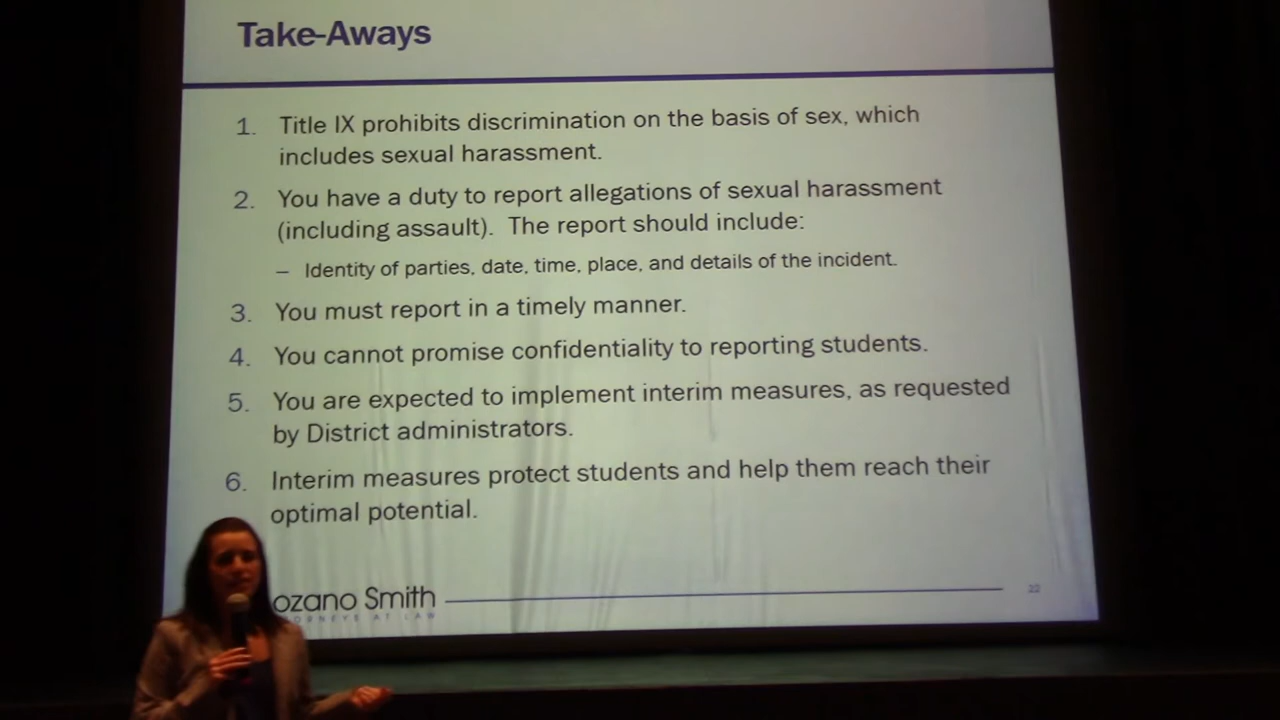 Take-Aways
1. Title IX prohibits discrimination on the basis of sex, which
includes sexual harassment.
2. You have a duty to report allegations of sexual harassment
(including assault). The report should include:
– Identity of parties, date, time, place, and details of the incident.
3. You must report in a timely manner.
4. You cannot promise confidentiality to reporting students.
5. You are expected to implement interim measures, as requested
by District administrators.
6. Interim measures protect students and help them reach their
optimal potential.
ozano Smith
ORNEYS AT LAW
22